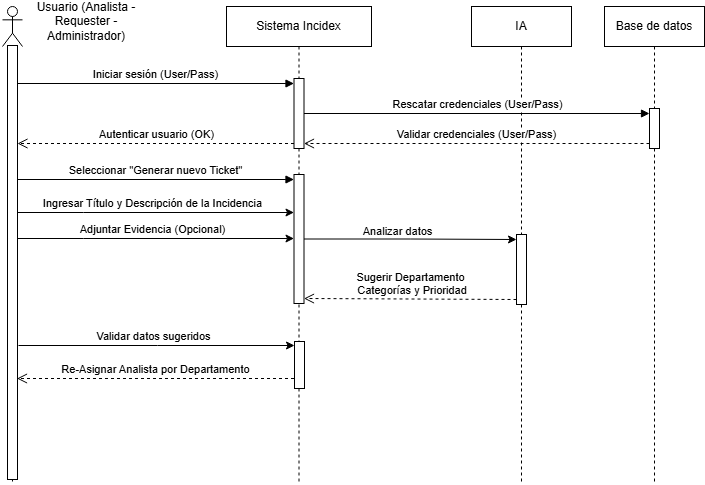 Usuario (Analista -
Requester -
Administrador)
Sistema Incidex
IA
Base de datos
Iniciar sesión (User/Pass)
Rescatar credenciales (User/Pass)
Autenticar usuario (OK)
Validar credenciales (User/Pass)
Seleccionar "Generar nuevo Ticket"
Ingresar Título y Descripción de la Incidencia
Adjuntar Evidencia (Opcional)
Analizar datos
Sugerir Departamento
Categorías y Prioridad
Validar datos sugeridos
Re-Asignar Analista por Departamento